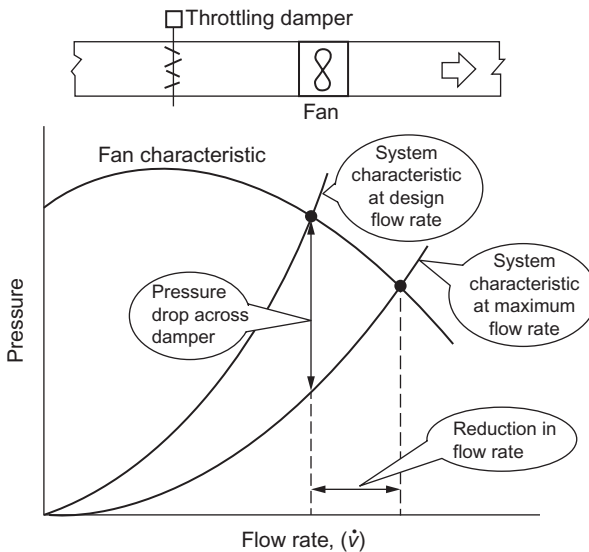 Throttling damper
Fan
Fan characteristic
System
characteristic
at design
flow rate
System
characteristic
at maximum
flow rate
Pressure
drop across
damper
Pressure
Reduction in
flow rate
Flow rate, (v̇)